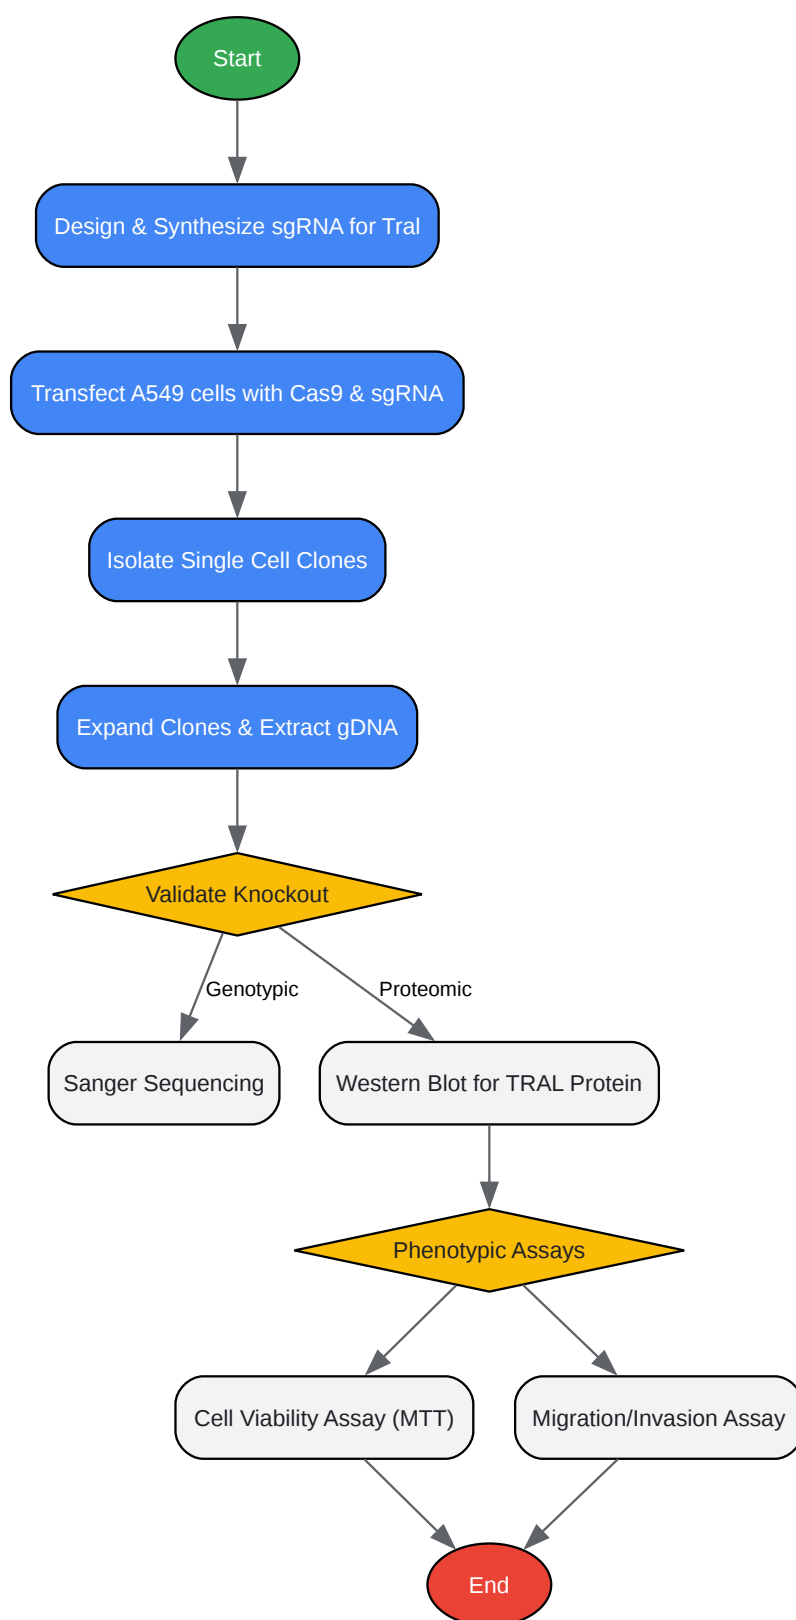 Start
Design & Synthesize sgRNA for Tral
Transfect A549 cells with Cas9 & sgRNA
Isolate Single Cell Clones
Expand Clones & Extract gDNA
Validate Knockout
Genotypic
Proteomic
Sanger Sequencing
Western Blot for TRAL Protein
Phenotypic Assays
Cell Viability Assay (MTT)
Migration/Invasion Assay
End